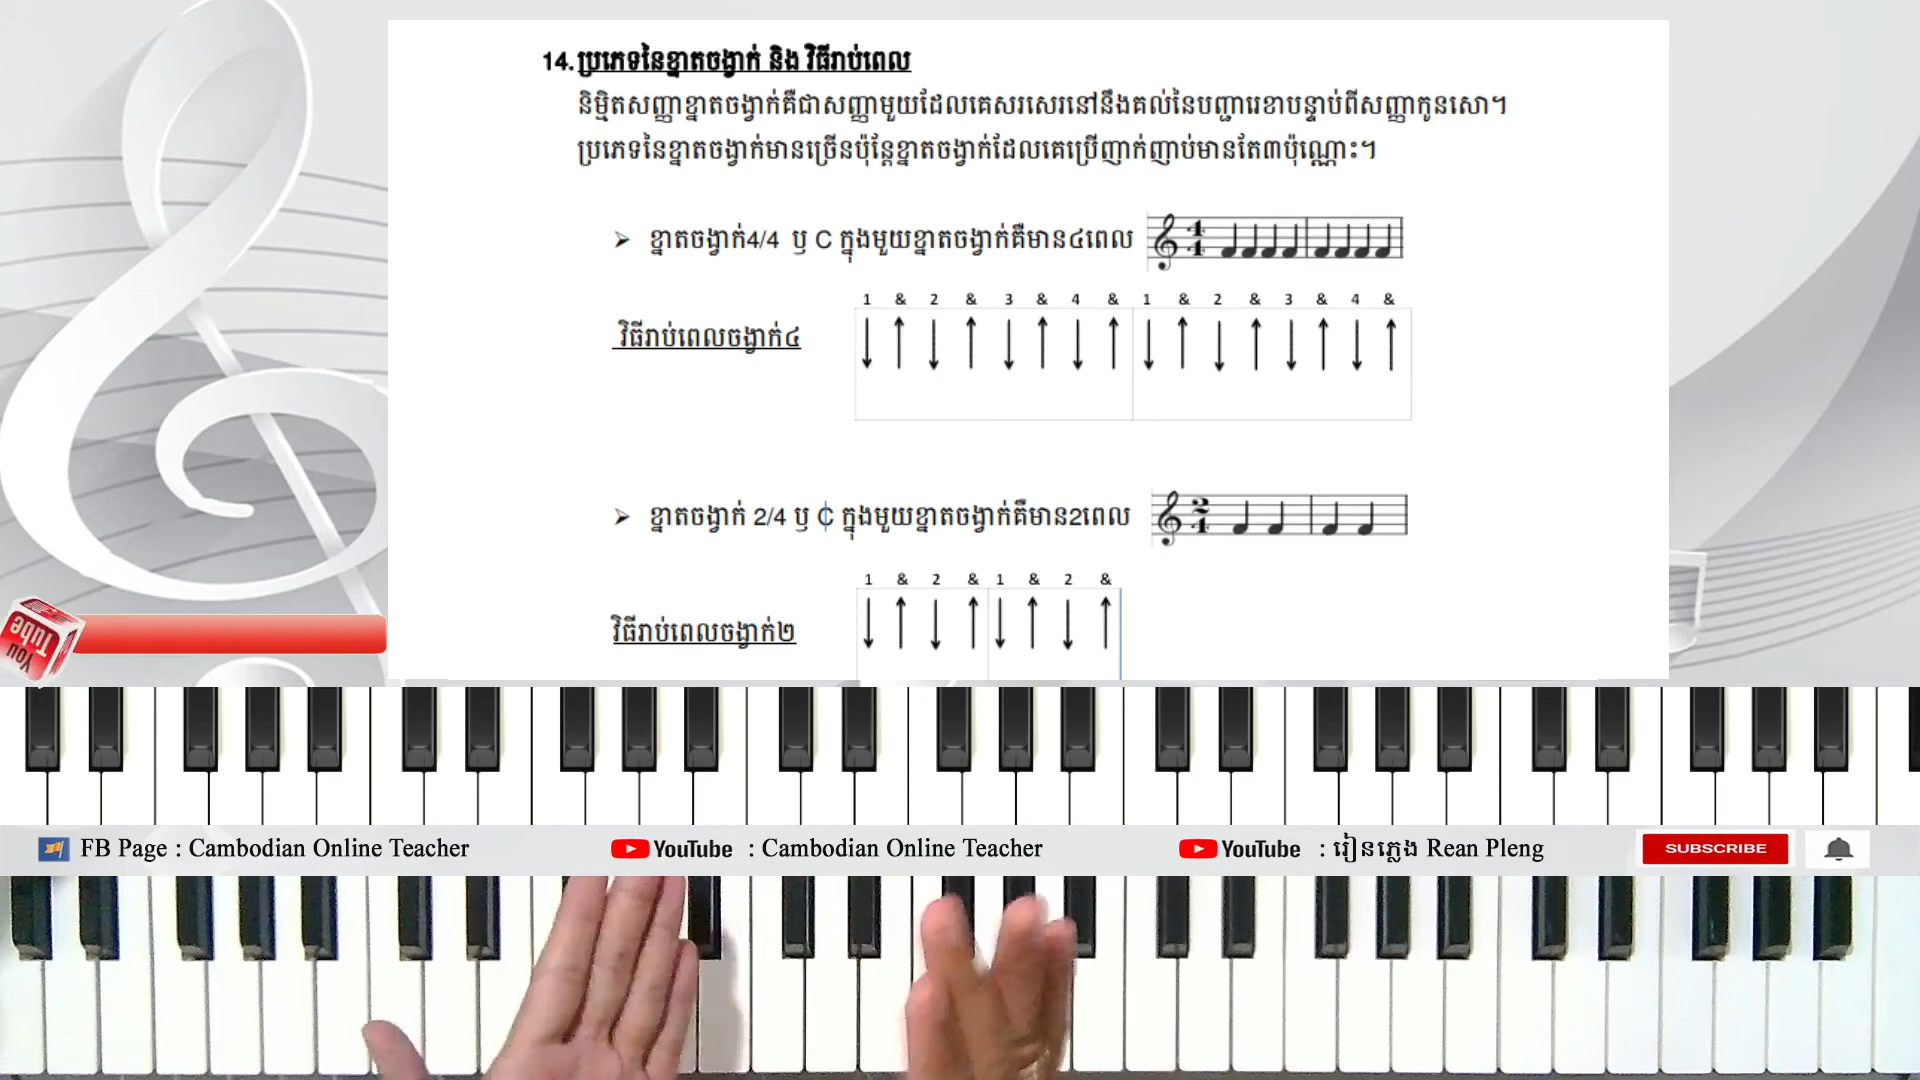 14. ប្រភេទនៃខ្នាតចង្វាក់ និង វិធីរាប់ពេល
និម្មិតសញ្ញាខ្នាតចង្វាក់គឺជាសញ្ញាមួយដែលគេសរសេរនៅនឹងគល់នៃបញ្ជារេខាបន្ទាប់ពីសញ្ញាកូនសោ។
ប្រភេទនៃខ្នាតចង្វាក់មានច្រើនប៉ុន្តែខ្នាតចង្វាក់ដែលគេប្រើញាក់ញាប់មានតែ៣ប៉ុណ្ណោះ។
➢ ខ្នាតចង្វាក់4/4 ឬ C ក្នុងមួយខ្នាតចង្វាក់គឺមាន៤ពេល
1 & 2 & 3 & 4 & 1 & 2 & 3 & 4 &
វិធីរាប់ពេលចង្វាក់៤
➢ ខ្នាតចង្វាក់ 2/4 ឬ C ក្នុងមួយខ្នាតចង្វាក់គឺមាន2ពេល
1 & 2 & 1 & 2 &
វិធីរាប់ពេលចង្វាក់២
You Tube
FB Page : Cambodian Online Teacher
YouTube : Cambodian Online Teacher
YouTube : រៀនភ្លេង Rean Pleng
SUBSCRIBE